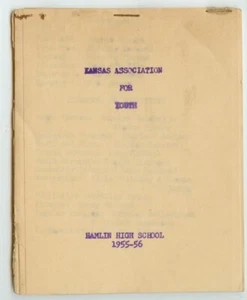 KANSAS ASSOCIATION
FOR
YOUTH
HAMLIN HIGH SCHOOL
1955-56